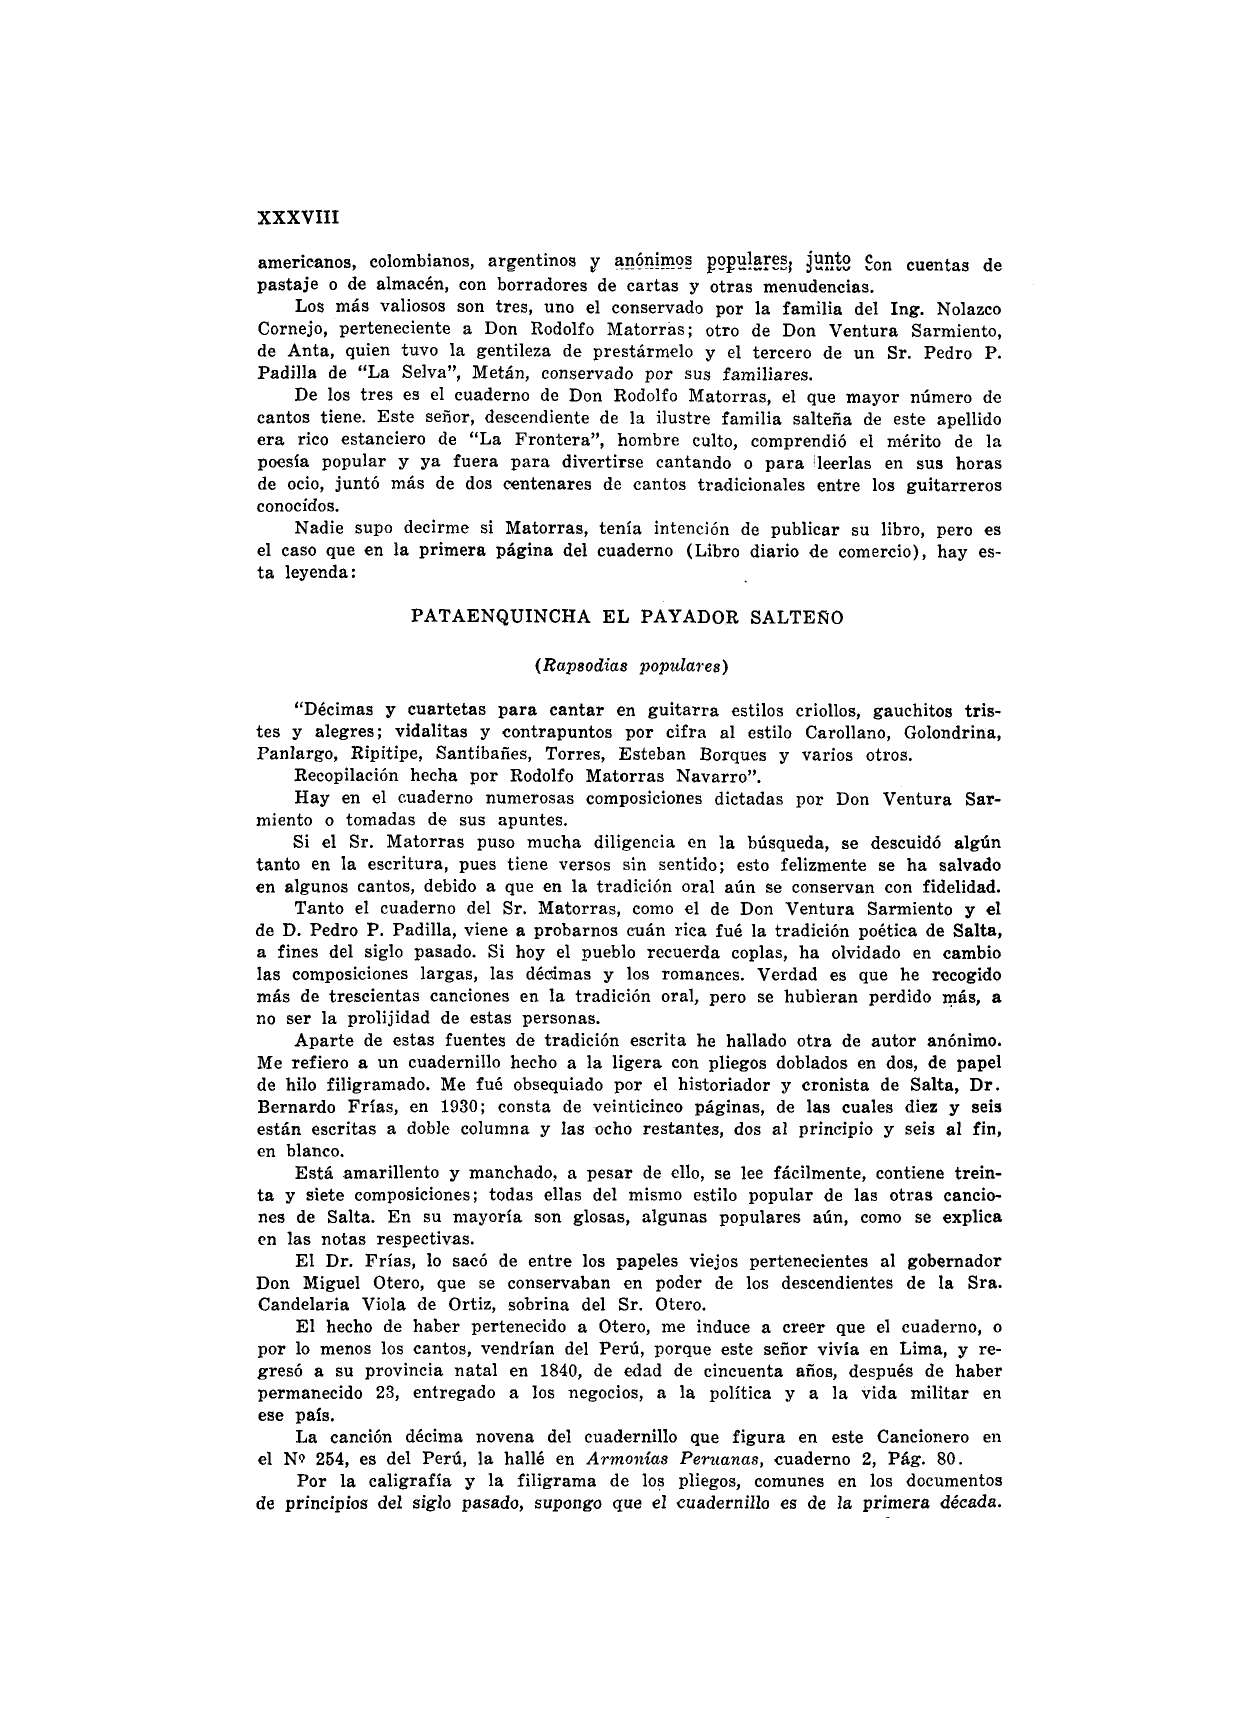 XXXVIII
americanos, colombianos, argentinos y anónimos populares, junto con cuentas de
pastaje o de almacén, con borradores de cartas y otras menudencias.
Los más valiosos son tres, uno el conservado por la familia del Ing. Nolazco
Cornejo, perteneciente a Don Rodolfo Matorras; otro de Don Ventura Sarmiento,
de Anta, quien tuvo la gentileza de prestármelo y el tercero de un Sr. Pedro P.
Padilla de “La Selva”, Metán, conservado por sus familiares.
De los tres es el cuaderno de Don Rodolfo Matorras, el que mayor número de
cantos tiene. Este señor, descendiente de la ilustre familia salteña de este apellido
era rico estanciero de “La Frontera”, hombre culto, comprendió el mérito de la
poesía popular y ya fuera para divertirse cantando o para leerlas en sus horas
de ocio, juntó más de dos centenares de cantos tradicionales entre los guitarreros
conocidos.
Nadie supo decirme si Matorras, tenía intención de publicar su libro, pero es
el caso que en la primera página del cuaderno (Libro diario de comercio), hay es-
ta leyenda:
PATAENQUINCHA EL PAYADOR SALTEÑO
(Rapsodias populares)
“Décimas y cuartetas para cantar en guitarra estilos criollos, gauchitos tris-
tes y alegres; vidalitas y contrapuntos por cifra al estilo Carollano, Golondrina,
Panlargo, Ripitipe, Santibañes, Torres, Esteban Borques y varios otros.
Recopilación hecha por Rodolfo Matorras Navarro”.
Hay en el cuaderno numerosas composiciones dictadas por Don Ventura Sar-
miento o tomadas de sus apuntes.
Si el Sr. Matorras puso mucha diligencia en la búsqueda, se descuidó algún
tanto en la escritura, pues tiene versos sin sentido; esto felizmente se ha salvado
en algunos cantos, debido a que en la tradición oral aún se conservan con fidelidad.
Tanto el cuaderno del Sr. Matorras, como el de Don Ventura Sarmiento y el
de D. Pedro P. Padilla, viene a probarnos cuán rica fué la tradición poética de Salta,
a fines del siglo pasado. Si hoy el pueblo recuerda coplas, ha olvidado en cambio
las composiciones largas, las décimas y los romances. Verdad es que he recogido
más de trescientas canciones en la tradición oral, pero se hubieran perdido más, a
no ser la prolijidad de estas personas.
Aparte de estas fuentes de tradición escrita he hallado otra de autor anónimo.
Me refiero a un cuadernillo hecho a la ligera con pliegos doblados en dos, de papel
de hilo filigramado. Me fué obsequiado por el historiador y cronista de Salta, Dr.
Bernardo Frías, en 1930; consta de veinticinco páginas, de las cuales diez y seis
están escritas a doble columna y las ocho restantes, dos al principio y seis al fin,
en blanco.
Está amarillento y manchado, a pesar de ello, se lee fácilmente, contiene trein-
ta y siete composiciones; todas ellas del mismo estilo popular de las otras cancio-
nes de Salta. En su mayoría son glosas, algunas populares aún, como se explica
en las notas respectivas.
El Dr. Frías, lo sacó de entre los papeles viejos pertenecientes al gobernador
Don Miguel Otero, que se conservaban en poder de los descendientes de la Sra.
Candelaria Viola de Ortiz, sobrina del Sr. Otero.
El hecho de haber pertenecido a Otero, me induce a creer que el cuaderno, o
por lo menos los cantos, vendrían del Perú, porque este señor vivía en Lima, y re-
gresó a su provincia natal en 1840, de edad de cincuenta años, después de haber
permanecido 23, entregado a los negocios, a la política y a la vida militar en
ese país.
La canción décima novena del cuadernillo que figura en este Cancionero en
el Nº 254, es del Perú, la hallé en Armonías Peruanas, cuaderno 2, Pág. 80.
Por la caligrafía y la filigrama de los pliegos, comunes en los documentos
de principios del siglo pasado, supongo que el cuadernillo es de la primera década.